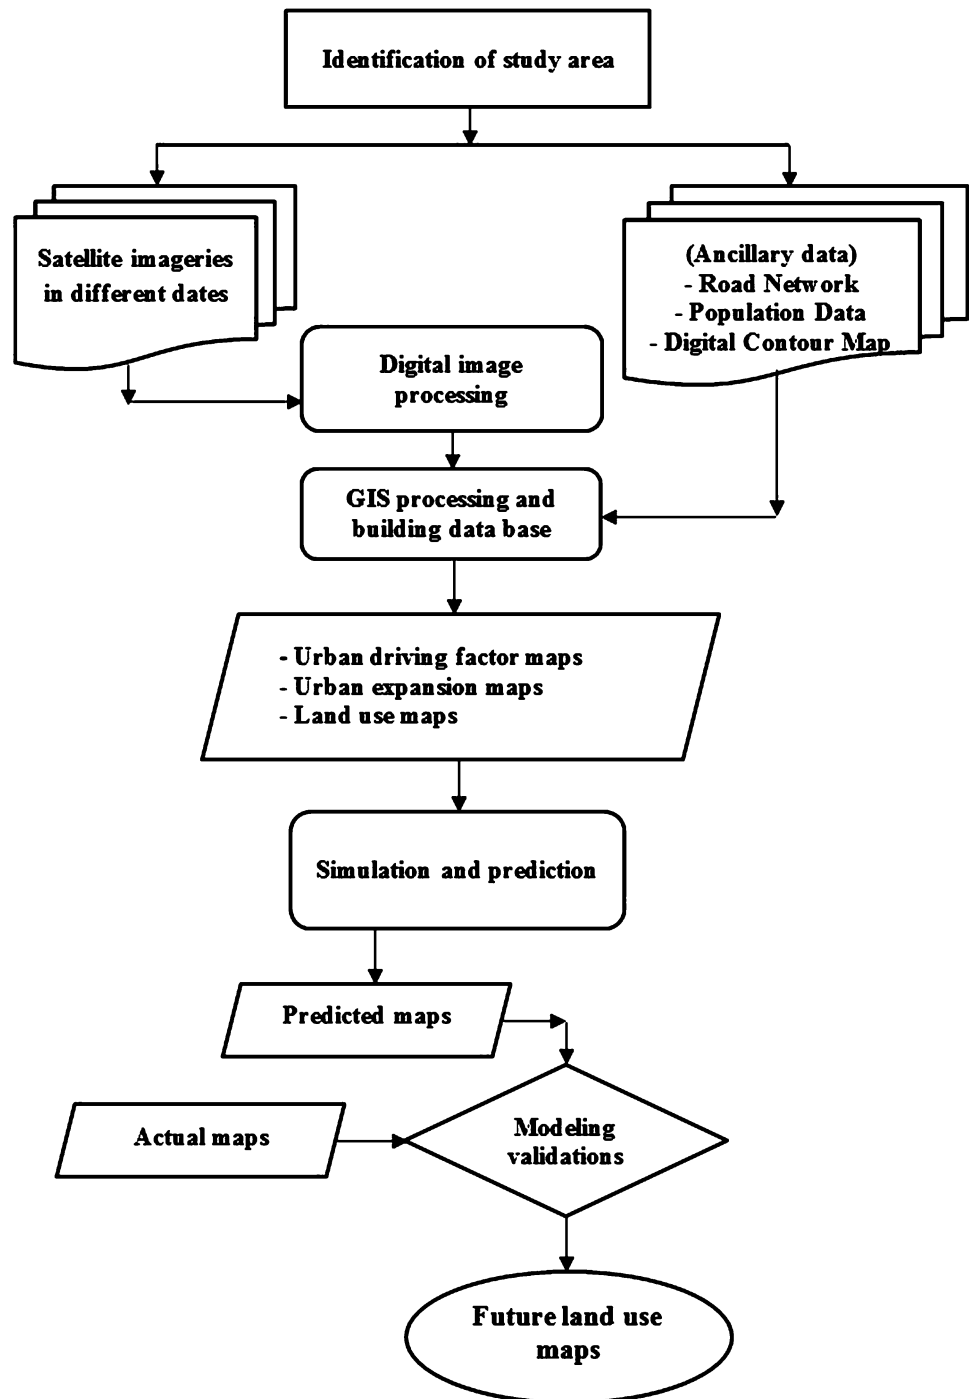 Identification of study area
Satellite imageries
in different dates
(Ancillary data)
- Road Network
- Population Data
- Digital Contour Map
Digital image
processing
GIS processing and
building data base
- Urban driving factor maps
- Urban expansion maps
- Land use maps
Simulation and prediction
Predicted maps
Actual maps
Modeling
validations
Future land use
maps